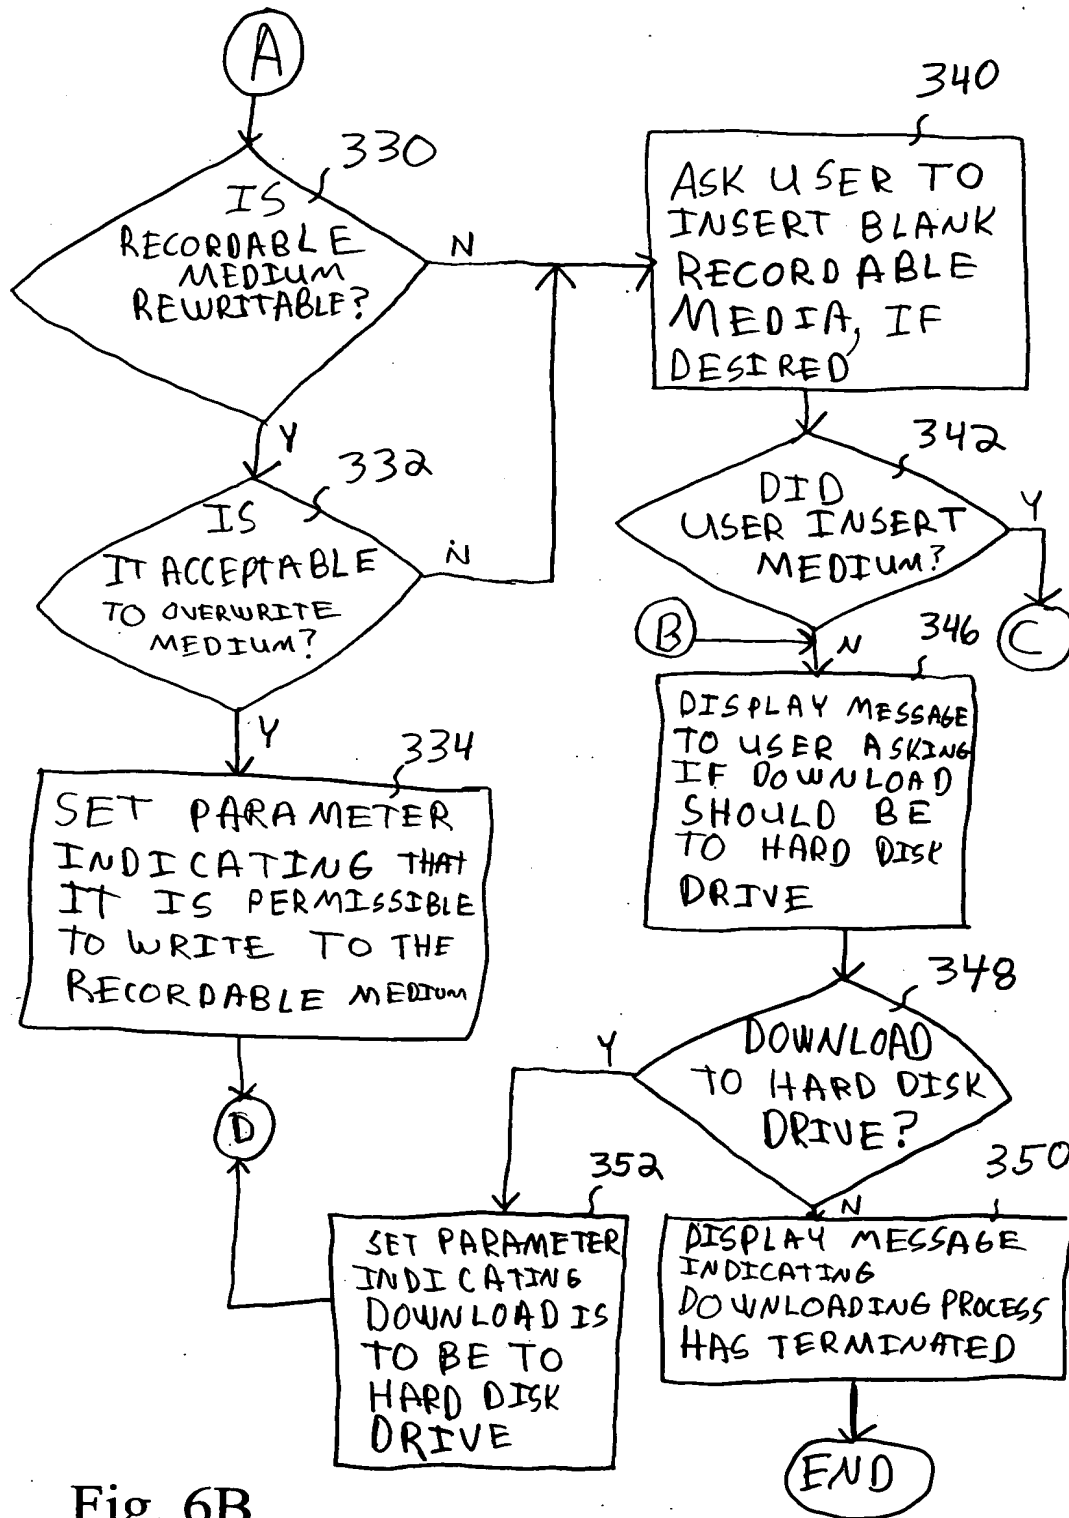 A
330
IS
RECORDABLE
MEDIUM
REWRITABLE?
N
Y
332
IS
IT ACCEPTABLE
TO OVERWRITE
MEDIUM?
N
Y
334
SET PARAMETER
INDICATING THAT
IT IS PERMISSIBLE
TO WRITE TO THE
RECORDABLE MEDIUM
D
340
ASK USER TO
INSERT BLANK
RECORDABLE
MEDIA, IF
DESIRED
342
DID
USER INSERT
MEDIUM?
Y
C
B
N
346
DISPLAY MESSAGE
TO USER ASKING
IF DOWNLOAD
SHOULD BE
TO HARD DISK
DRIVE
348
DOWNLOAD
TO HARD DISK
DRIVE?
Y
352
SET PARAMETER
INDICATING
DOWNLOAD IS
TO BE TO
HARD DISK
DRIVE
N
350
DISPLAY MESSAGE
INDICATING
DOWNLOADING PROCESS
HAS TERMINATED
END
Fig. 6B